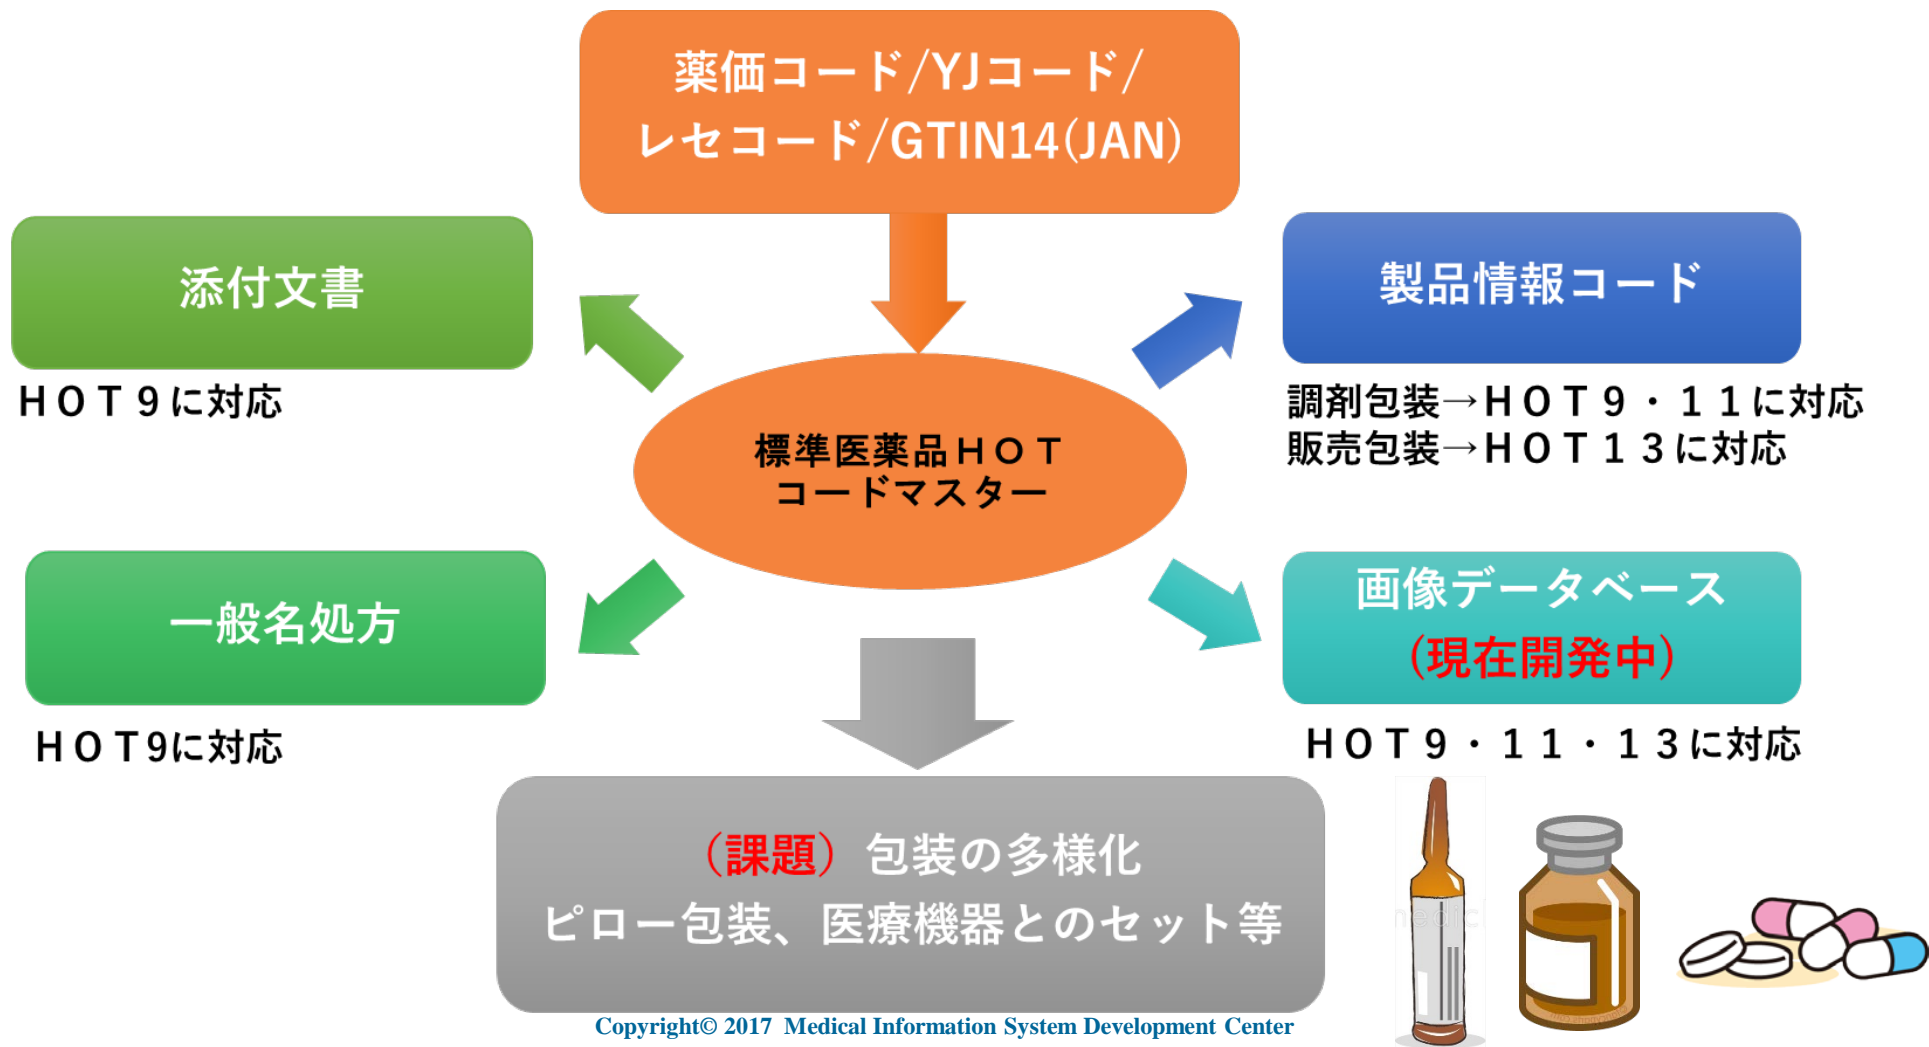 薬価コード/YJコード/
レセコード/GTIN14(JAN)
添付文書
ＨＯＴ９に対応
製品情報コード
調剤包装→ＨＯＴ９・１１に対応
販売包装→ＨＯＴ１３に対応
標準医薬品ＨＯＴ
コードマスター
一般名処方
ＨＯＴ9に対応
画像データベース
(現在開発中)
ＨＯＴ９・１１・１３に対応
（課題）包装の多様化
ピロー包装、医療機器とのセット等
Copyright© 2017 Medical Information System Development Center